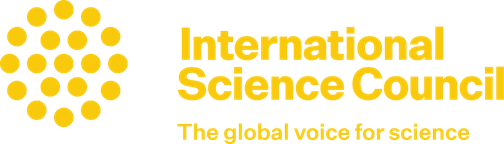 International
Science Council
The global voice for science